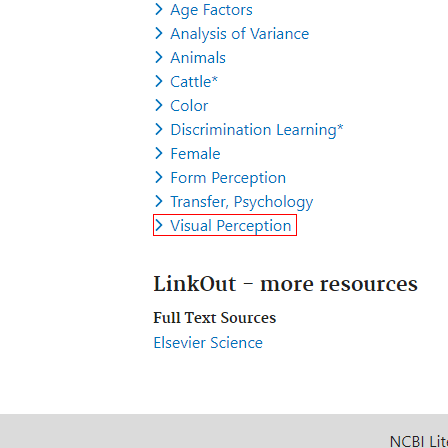 Age Factors
Analysis of Variance
Animals
Cattle*
Color
Discrimination Learning*
Female
Form Perception
Transfer, Psychology
Visual Perception
LinkOut - more resources
Full Text Sources
Elsevier Science
NCBI